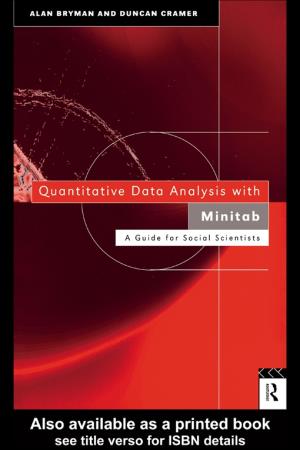 ALAN BRYMAN AND DUNCAN CRAMER
Quantitative Data Analysis with
Minitab
A Guide for Social Scientists
R
Also available as a printed book
see title verso for ISBN details